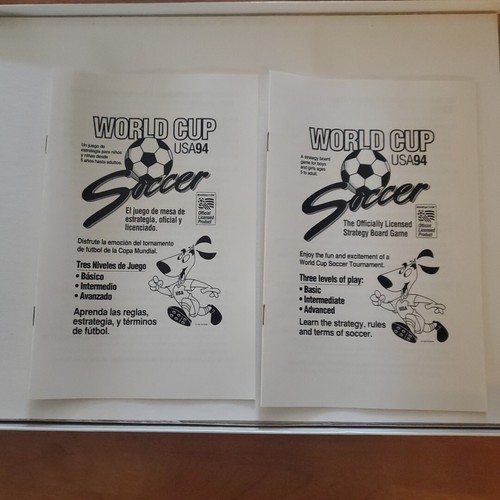 WORLD CUP
USA94
Un juego de
estrategia para niños
y niñas desde
5 años hasta adultos.
Soccer
El juego de mesa de
estrategia, oficial y
licenciado.
Official
Licensed
Product
Disfrute la emoción del tornamento
de fútbol de la Copa Mundial.
Tres Niveles de Juego
• Básico
• Intermedio
• Avanzado
USA
Aprenda las reglas,
estrategia, y términos
de fútbol.
WORLD CUP
USA94
A strategy board
game for boys
and girls ages
5 to adult.
Soccer
The Officially Licensed
Strategy Board Game
Official
Licensed
Product
Enjoy the fun and excitement of a
World Cup Soccer Tournament.
Three levels of play:
• Basic
• Intermediate
• Advanced
USA
Learn the strategy, rules
and terms of soccer.